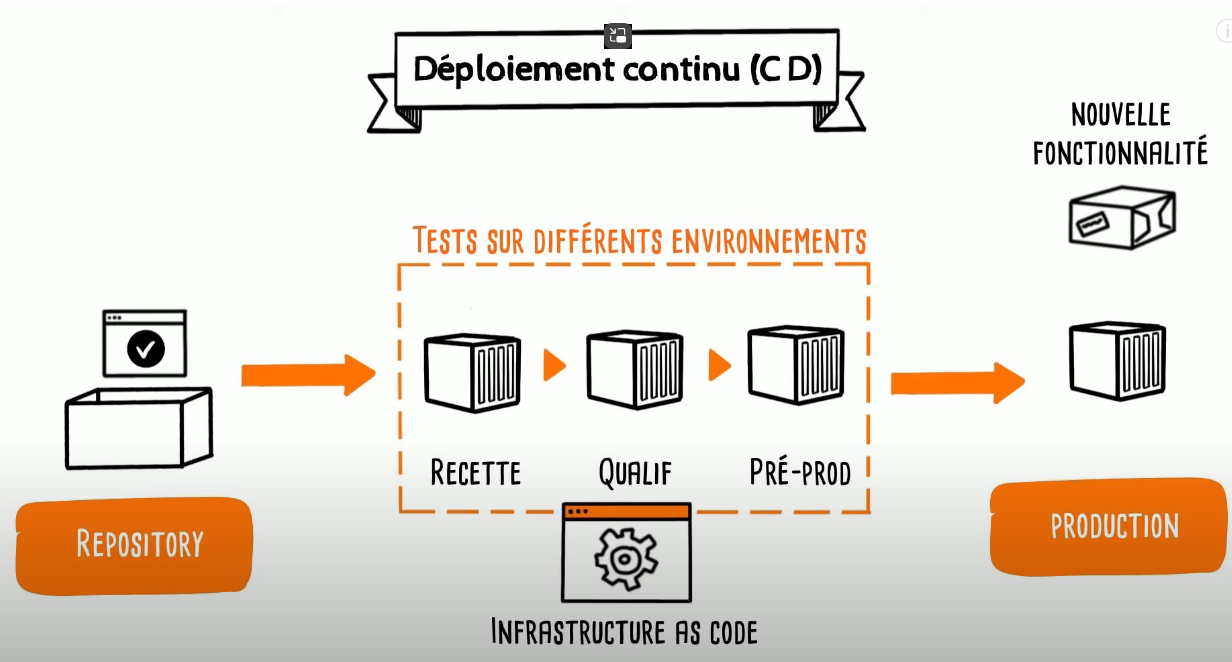 Déploiement continu (C D)
NOUVELLE
FONCTIONNALITÉ
TESTS SUR DIFFÉRENTS ENVIRONNEMENTS
RECETTE
QUALIF
PRÉ-PROD
REPOSITORY
PRODUCTION
INFRASTRUCTURE AS CODE